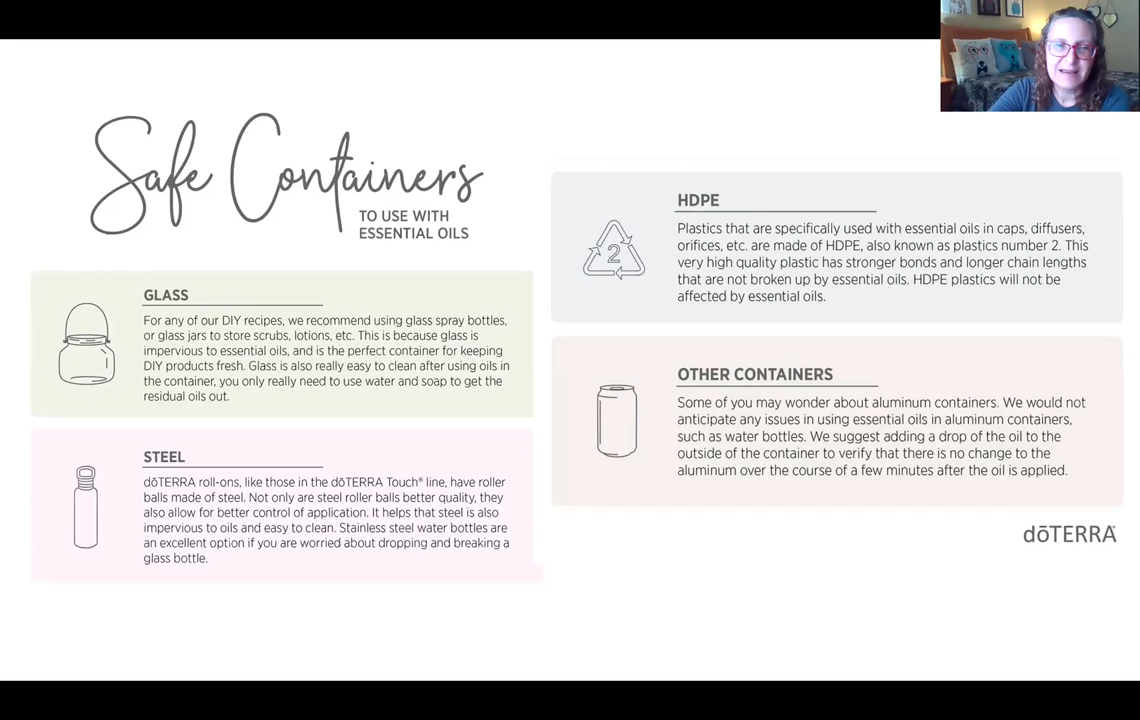 Safe Containers
TO USE WITH
ESSENTIAL OILS
GLASS
For any of our DIY recipes, we recommend using glass spray bottles,
or glass jars to store scrubs, lotions, etc. This is because glass is
impervious to essential oils, and is the perfect container for keeping
DIY products fresh. Glass is also really easy to clean after using oils in
the container, you only really need to use water and soap to get the
residual oils out.
STEEL
dōTERRA roll-ons, like those in the dōTERRA Touch® line, have roller
balls made of steel. Not only are steel roller balls better quality, they
also allow for better control of application. It helps that steel is also
impervious to oils and easy to clean. Stainless steel water bottles are
an excellent option if you are worried about dropping and breaking a
glass bottle.
HDPE
2
Plastics that are specifically used with essential oils in caps, diffusers,
orifices, etc. are made of HDPE, also known as plastics number 2. This
very high quality plastic has stronger bonds and longer chain lengths
that are not broken up by essential oils. HDPE plastics will not be
affected by essential oils.
OTHER CONTAINERS
Some of you may wonder about aluminum containers. We would not
anticipate any issues in using essential oils in aluminum containers,
such as water bottles. We suggest adding a drop of the oil to the
outside of the container to verify that there is no change to the
aluminum over the course of a few minutes after the oil is applied.
dōTERRA